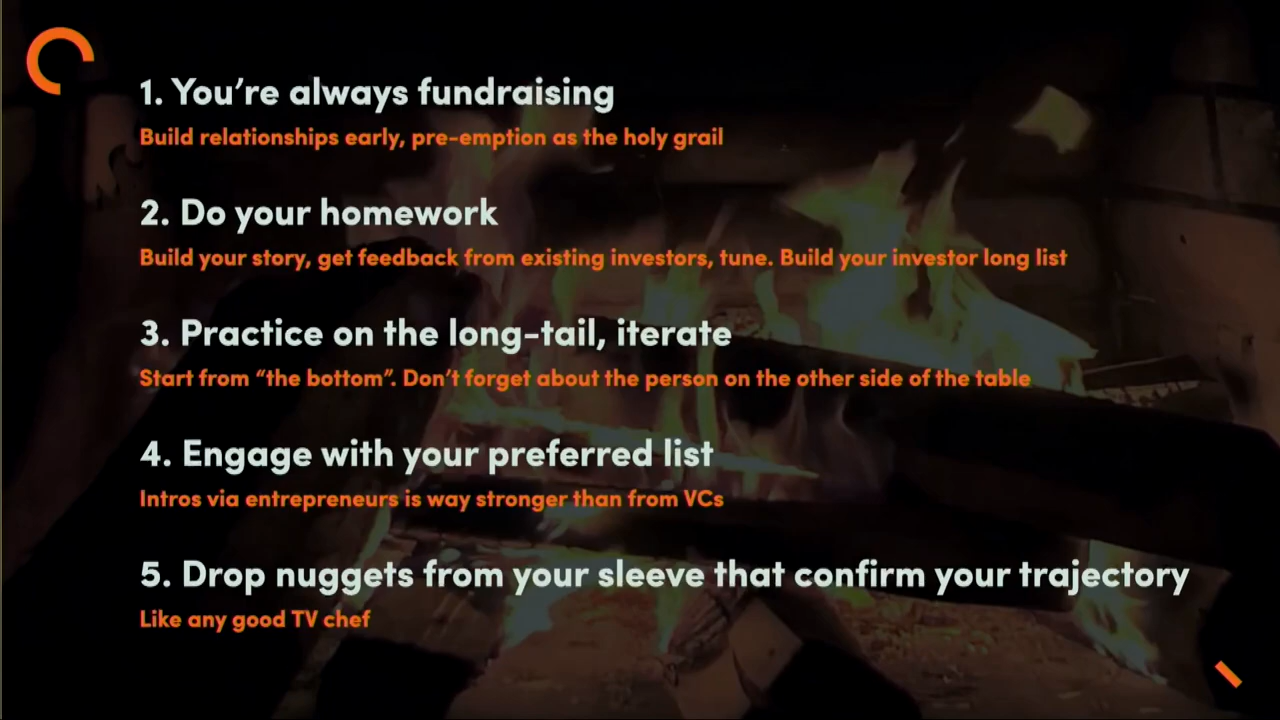 1. You’re always fundraising
Build relationships early, pre-emption as the holy grail
2. Do your homework
Build your story, get feedback from existing investors, tune. Build your investor long list
3. Practice on the long-tail, iterate
Start from “the bottom”. Don’t forget about the person on the other side of the table
4. Engage with your preferred list
Intros via entrepreneurs is way stronger than from VCs
5. Drop nuggets from your sleeve that confirm your trajectory
Like any good TV chef